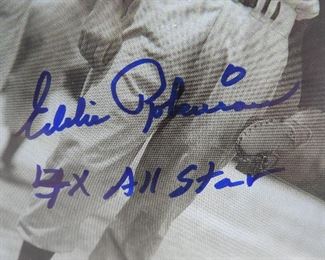 Eddie Robinson
4X All Star